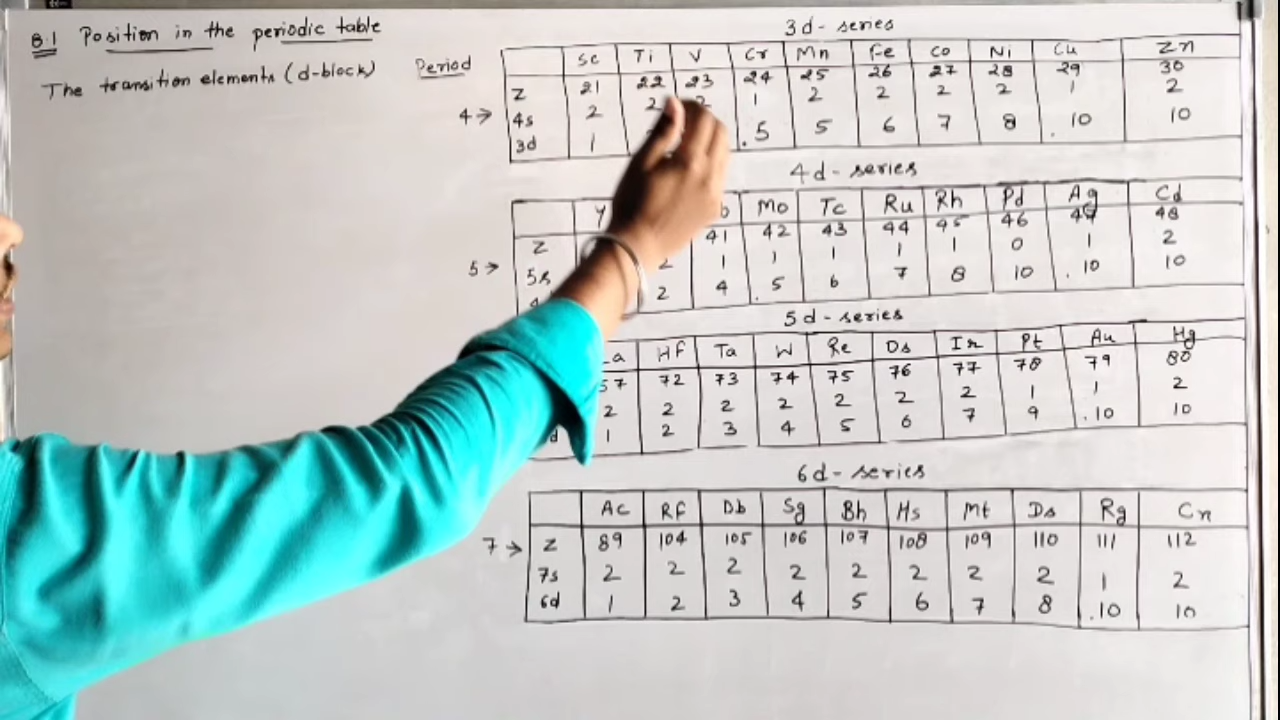 8.1 Position in the periodic table
The transition elements (d-block)
Period
3d - series
Sc Ti V Cr Mn Fe Co Ni Cu Zn
4→ Z 21 22 23 24 25 26 27 28 29 30
4s 2 2 2 1 2 2 2 2 1 2
3d 1 .5 5 6 7 8 .10 10
4d - series
Y Mo Tc Ru Rh Pd Ag Cd
5→ Z 41 42 43 44 45 46 47 48
5s 2 1 1 1 1 1 0 1 2
2 4 .5 6 7 8 10 .10 10
5d - series
La Hf Ta W Re Os Ir Pt Au Hg
57 72 73 74 75 76 77 78 79 80
2 2 2 2 2 2 2 1 1 2
d 1 2 3 4 5 6 7 9 .10 10
6d - series
Ac Rf Db Sg Bh Hs Mt Ds Rg Cn
7→ Z 89 104 105 106 107 108 109 110 111 112
7s 2 2 2 2 2 2 2 2 1 2
6d 1 2 3 4 5 6 7 8 .10 10